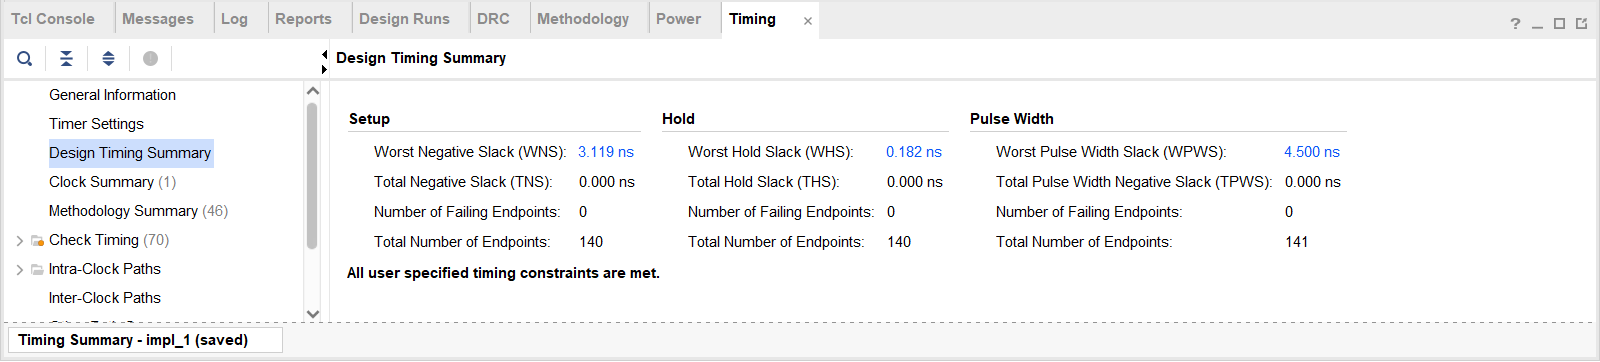 Tcl Console Messages Log Reports Design Runs DRC Methodology Power Timing × ?
Design Timing Summary
General Information
Timer Settings
Design Timing Summary
Clock Summary (1)
Methodology Summary (46)
Check Timing (70)
Intra-Clock Paths
Inter-Clock Paths
Setup Hold Pulse Width
Worst Negative Slack (WNS): 3.119 ns Worst Hold Slack (WHS): 0.182 ns Worst Pulse Width Slack (WPWS): 4.500 ns
Total Negative Slack (TNS): 0.000 ns Total Hold Slack (THS): 0.000 ns Total Pulse Width Negative Slack (TPWS): 0.000 ns
Number of Failing Endpoints: 0 Number of Failing Endpoints: 0 Number of Failing Endpoints: 0
Total Number of Endpoints: 140 Total Number of Endpoints: 140 Total Number of Endpoints: 141
All user specified timing constraints are met.
Timing Summary - impl_1 (saved)